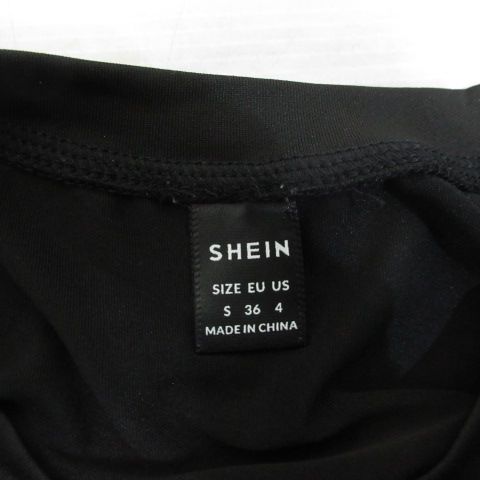 SHEIN
SIZE EU US
S 36 4
MADE IN CHINA